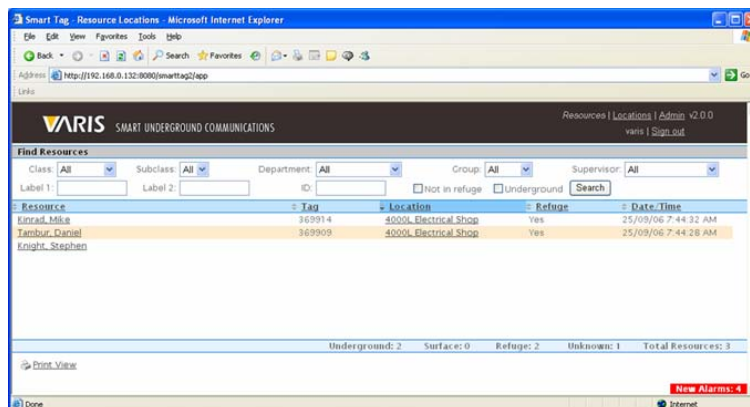 Smart Tag - Resource Locations - Microsoft Internet Explorer
File Edit View Favorites Tools Help
Back Search Favorites
Address http://192.168.0.132:8080/smarttag2/app Go
Links
VARIS SMART UNDERGROUND COMMUNICATIONS
Resources | Locations | Admin v2.0.0
varis | Sign out
Find Resources
Class: All Subclass: All Department: All Group: All Supervisor: All
Label 1: Label 2: ID: Not in refuge Underground Search
Resource Tag Location Refuge Date/Time
Kinrad, Mike 369914 4000L Electrical Shop Yes 25/09/06 7:44:32 AM
Tambur, Daniel 369909 4000L Electrical Shop Yes 25/09/06 7:44:28 AM
Knight, Stephen
Underground: 2 Surface: 0 Refuge: 2 Unknown: 1 Total Resources: 3
Print View
New Alarms: 4
Done Internet